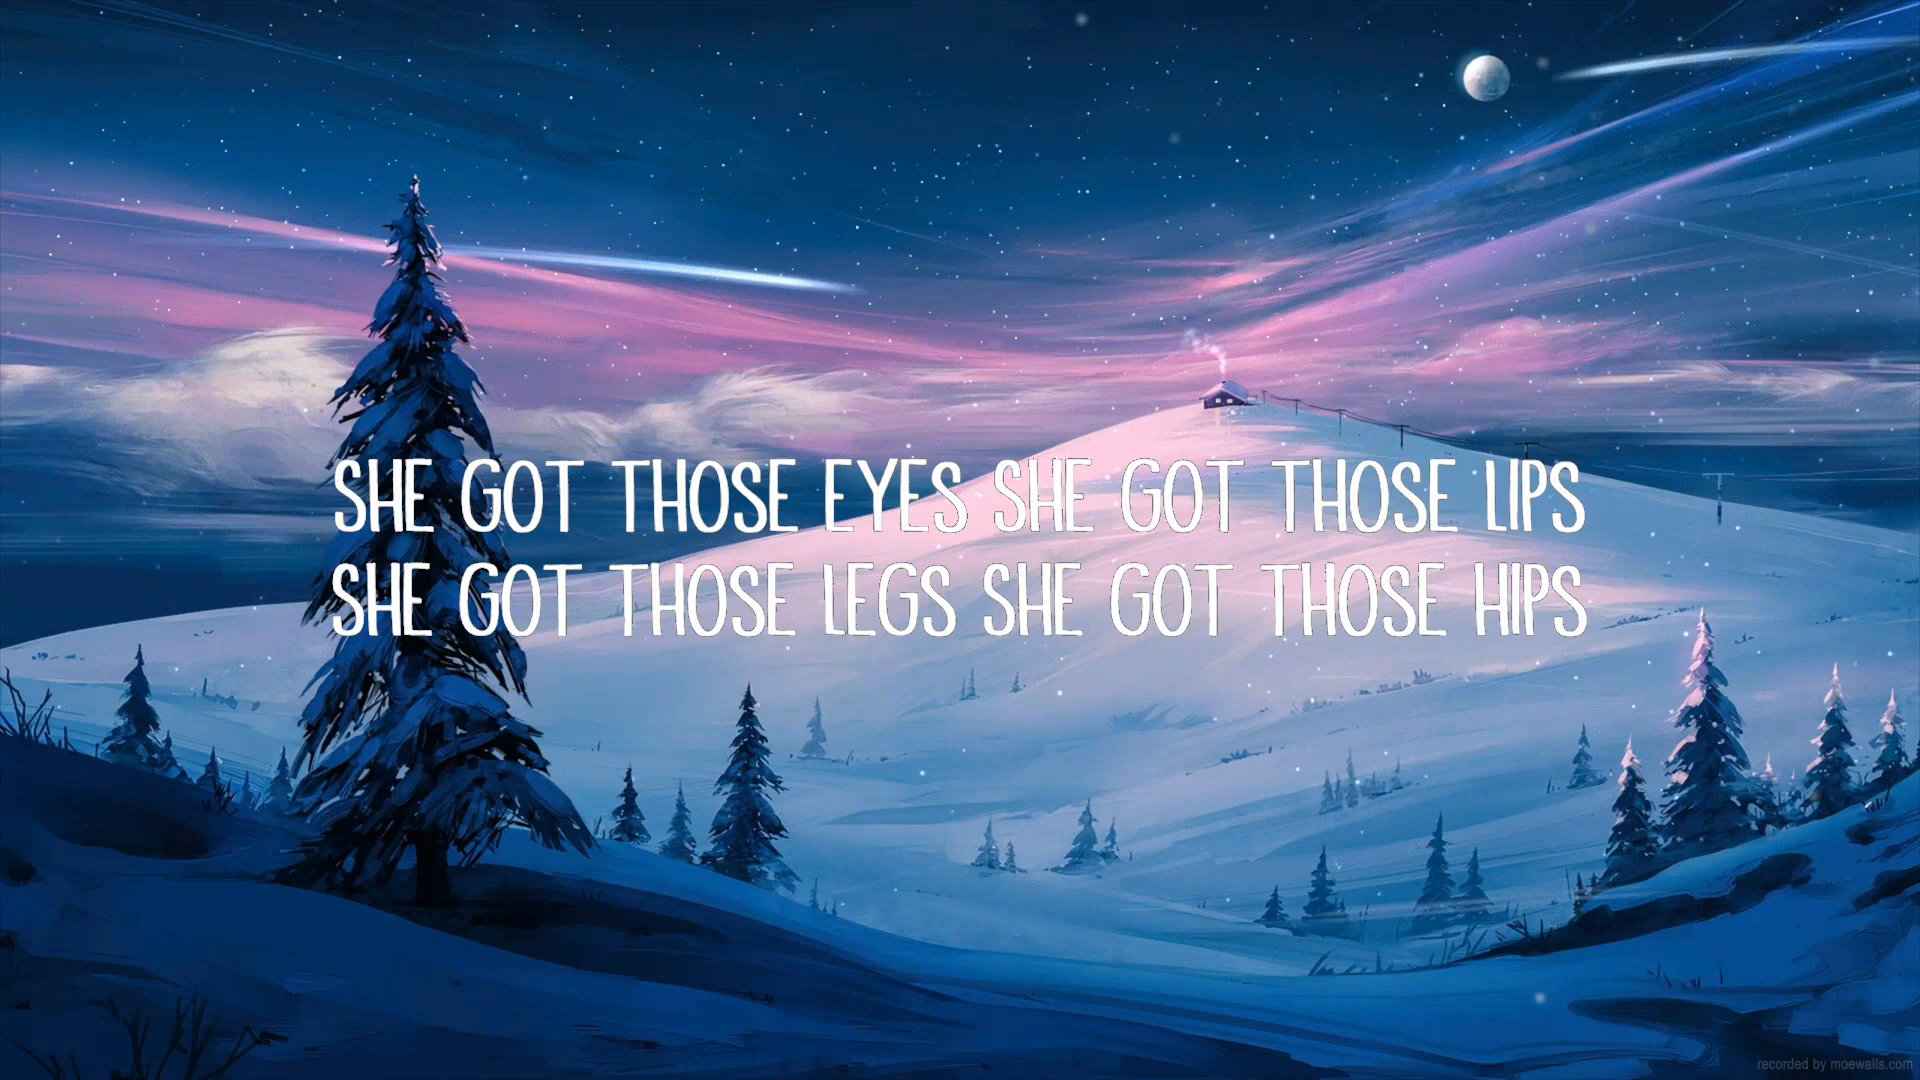 SHE GOT THOSE EYES SHE GOT THOSE LIPS
SHE GOT THOSE LEGS SHE GOT THOSE HIPS
recorded by moewalls.com